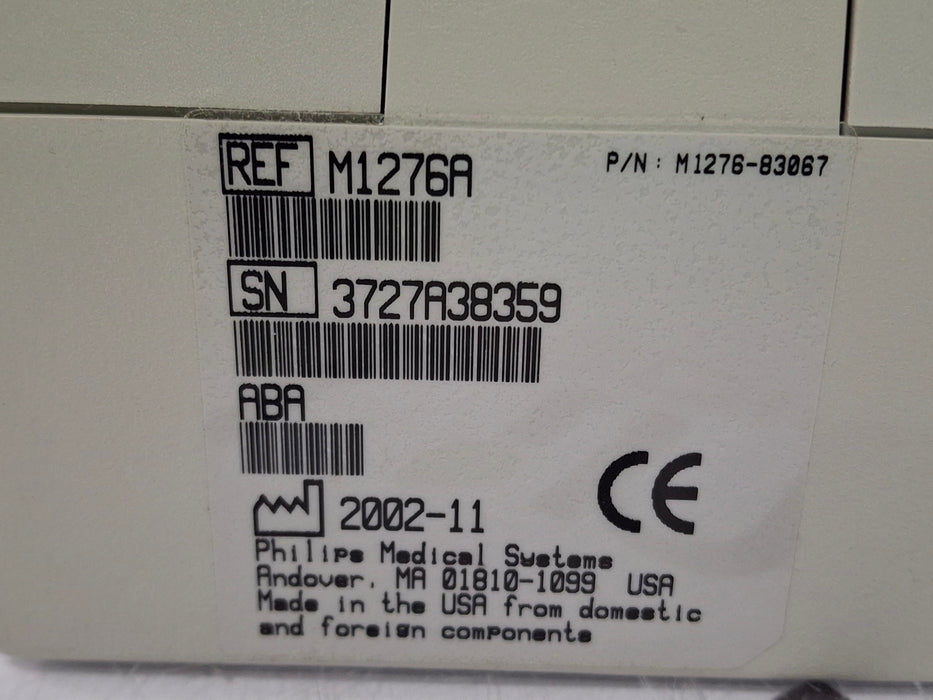 REF M1276A
P/N: M1276-83067
SN 3727A38359
ABA
2002-11
CE
Philips Medical Systems
Andover, MA 01810-1099 USA
Made in the USA from domestic
and foreign components